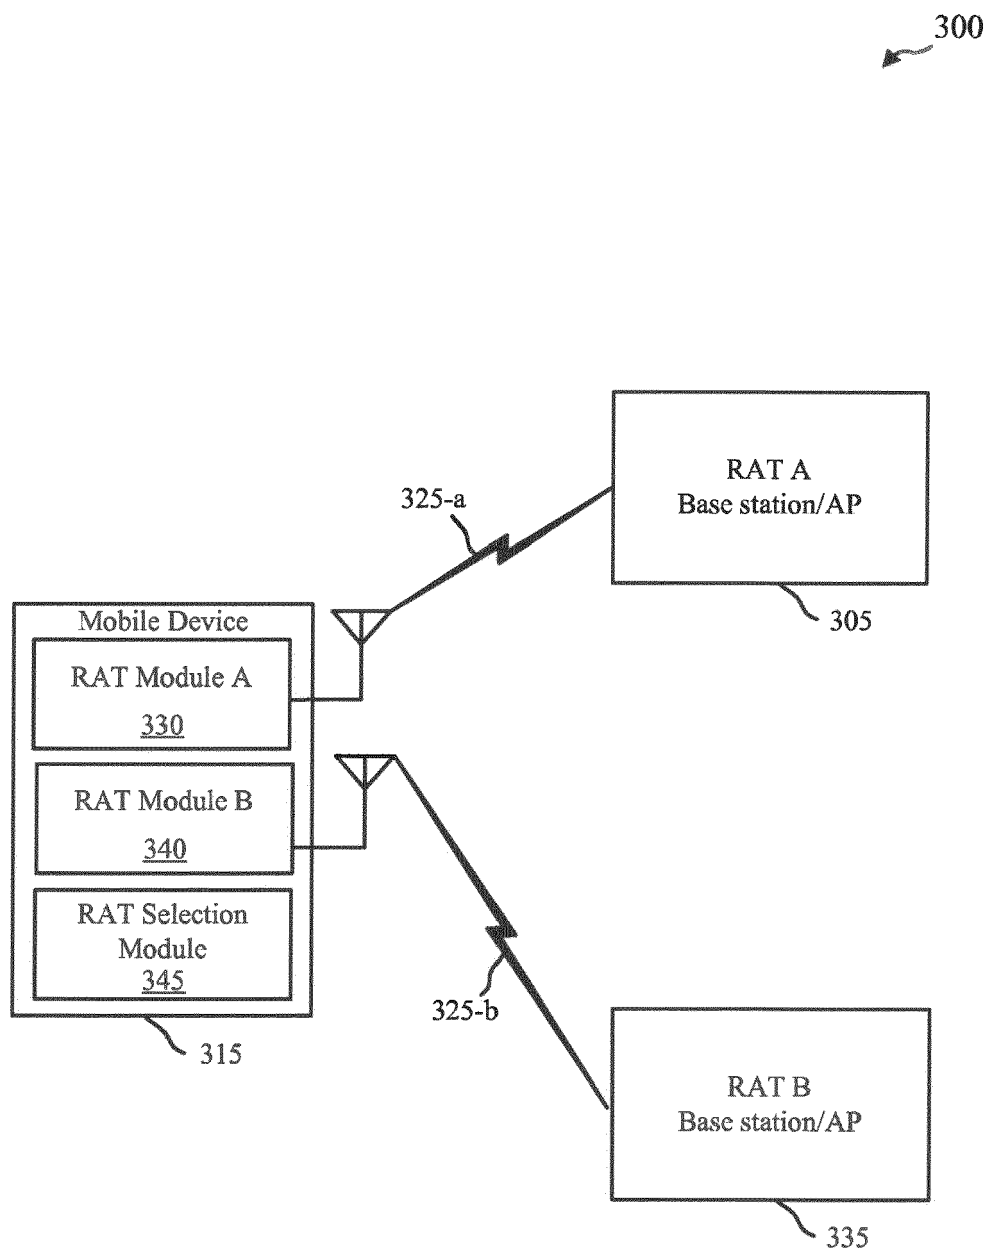 300
RAT A
Base station/AP
305
325-a
Mobile Device
RAT Module A
330
RAT Module B
340
RAT Selection
Module
345
315
325-b
RAT B
Base station/AP
335